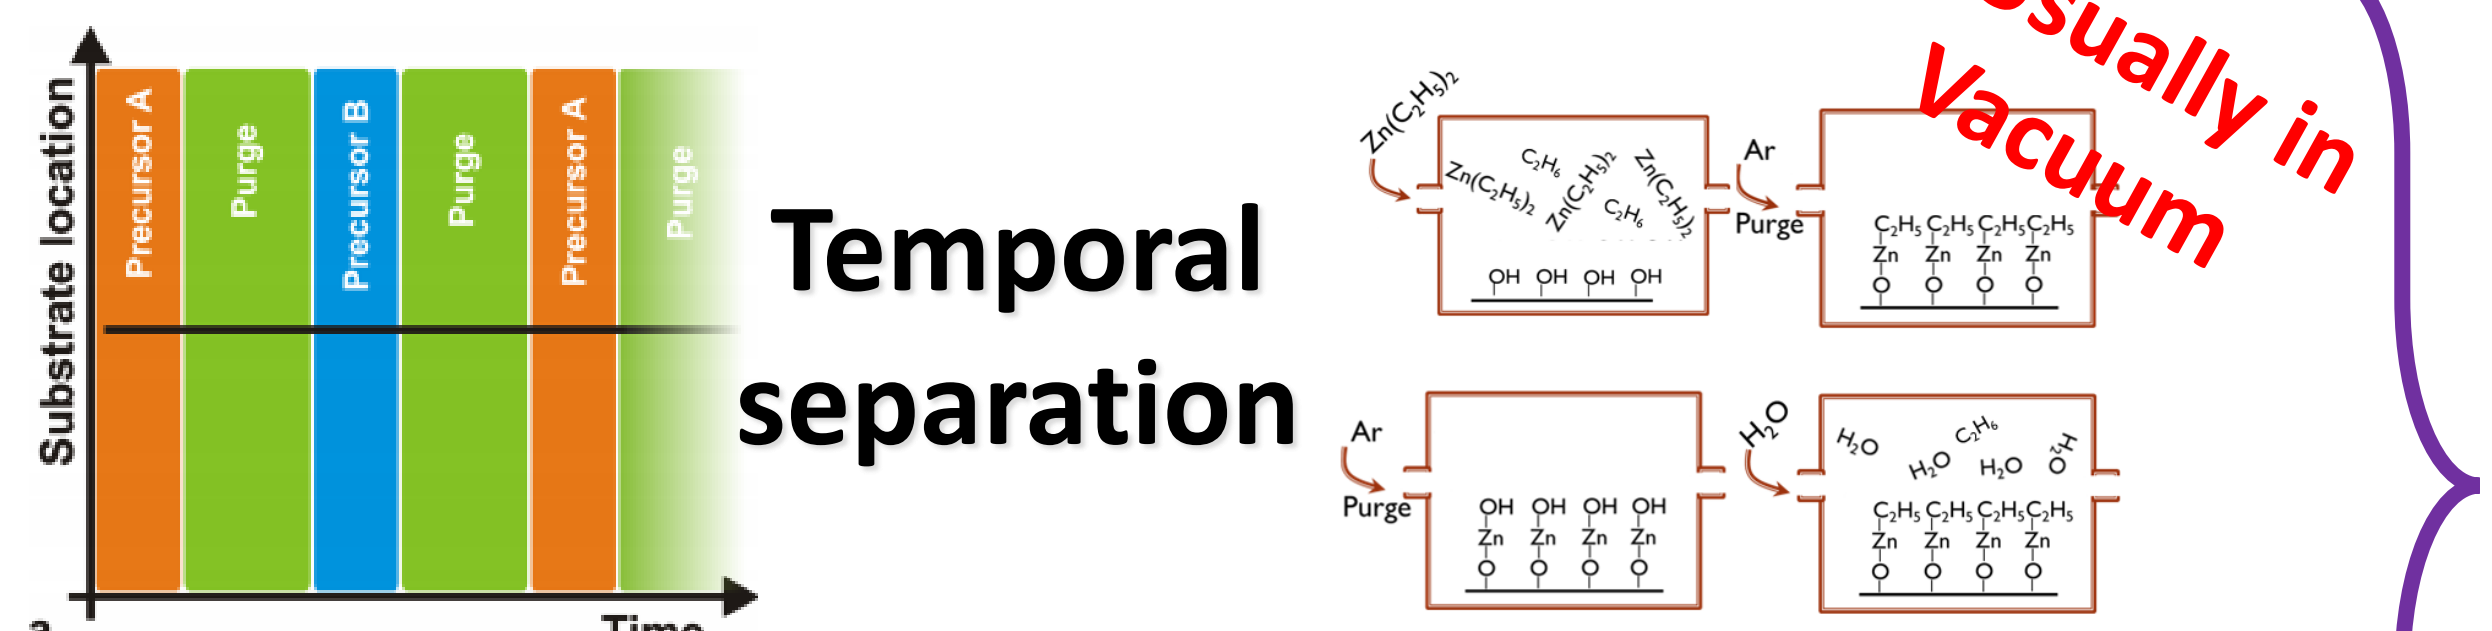 Substrate location
Precursor A
Purge
Precursor B
Purge
Precursor A
Purge
a
Time
Temporal
separation
Zn(C₂H₅)₂
Zn(C₂H₅)₂
C₂H₆
Zn(C₂H₅)₂
C₂H₆
Zn(C₂H₅)₂
OH OH OH OH
Ar
Purge
C₂H₅ C₂H₅ C₂H₅ C₂H₅
Zn Zn Zn Zn
O O O O
Usually in
Vacuum
Ar
Purge
OH OH OH OH
Zn Zn Zn Zn
O O O O
H₂O
H₂O
H₂O
C₂H₆
H₂O
H₂O
C₂H₅ C₂H₅ C₂H₅ C₂H₅
Zn Zn Zn Zn
O O O O